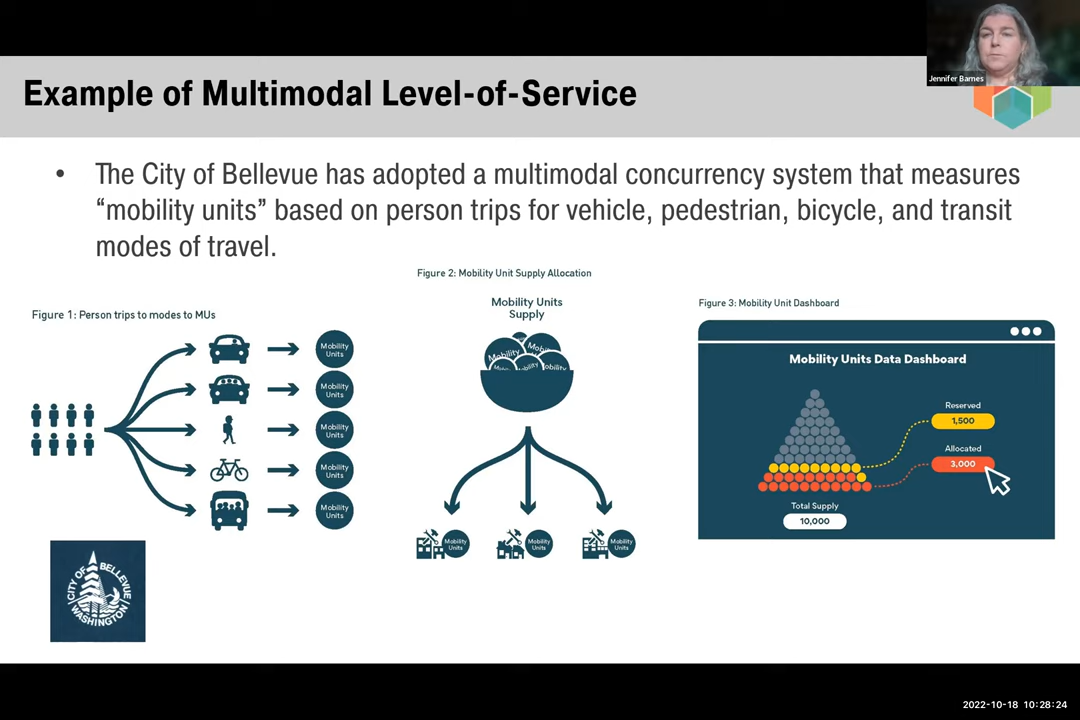 Jennifer Barnes
Example of Multimodal Level-of-Service
• The City of Bellevue has adopted a multimodal concurrency system that measures
“mobility units” based on person trips for vehicle, pedestrian, bicycle, and transit
modes of travel.
Figure 1: Person trips to modes to MUs
Mobility
Units
Mobility
Units
Mobility
Units
Mobility
Units
Mobility
Units
CITY OF BELLEVUE
WASHINGTON
Figure 2: Mobility Unit Supply Allocation
Mobility Units
Supply
Mobility
Mobility
Units
Mobility
Units
Mobility
Units
Figure 3: Mobility Unit Dashboard
Mobility Units Data Dashboard
Reserved
1,500
Allocated
3,000
Total Supply
10,000
2022-10-18 10:28:24